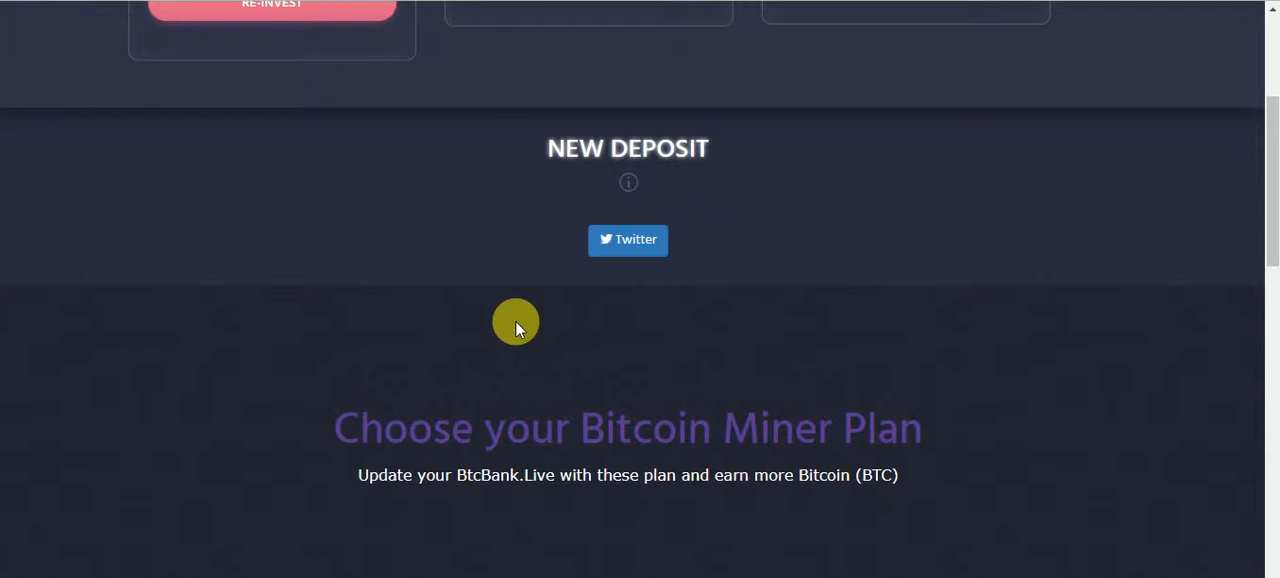 RE-INVEST
NEW DEPOSIT
Twitter
Choose your Bitcoin Miner Plan
Update your BtcBank.Live with these plan and earn more Bitcoin (BTC)